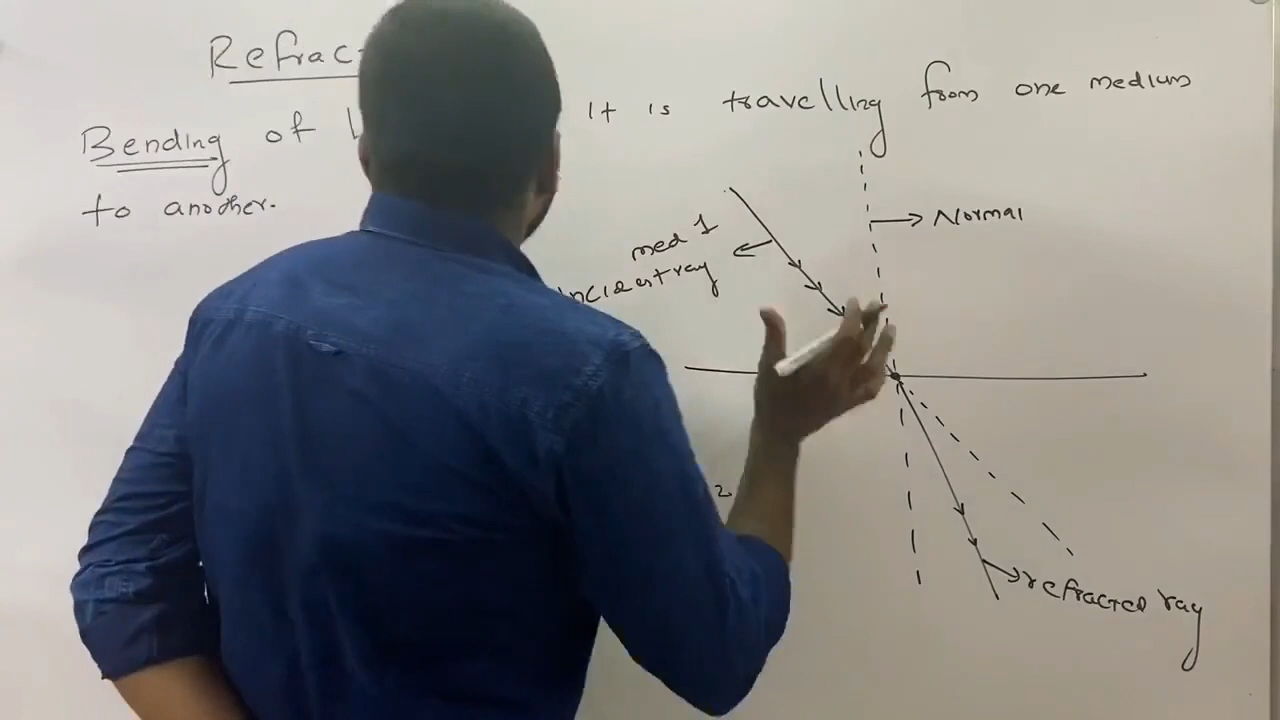 Refrac
Bending of
it is travelling from one medium
to another.
Normal
med 1
incident ray
2
refracted ray